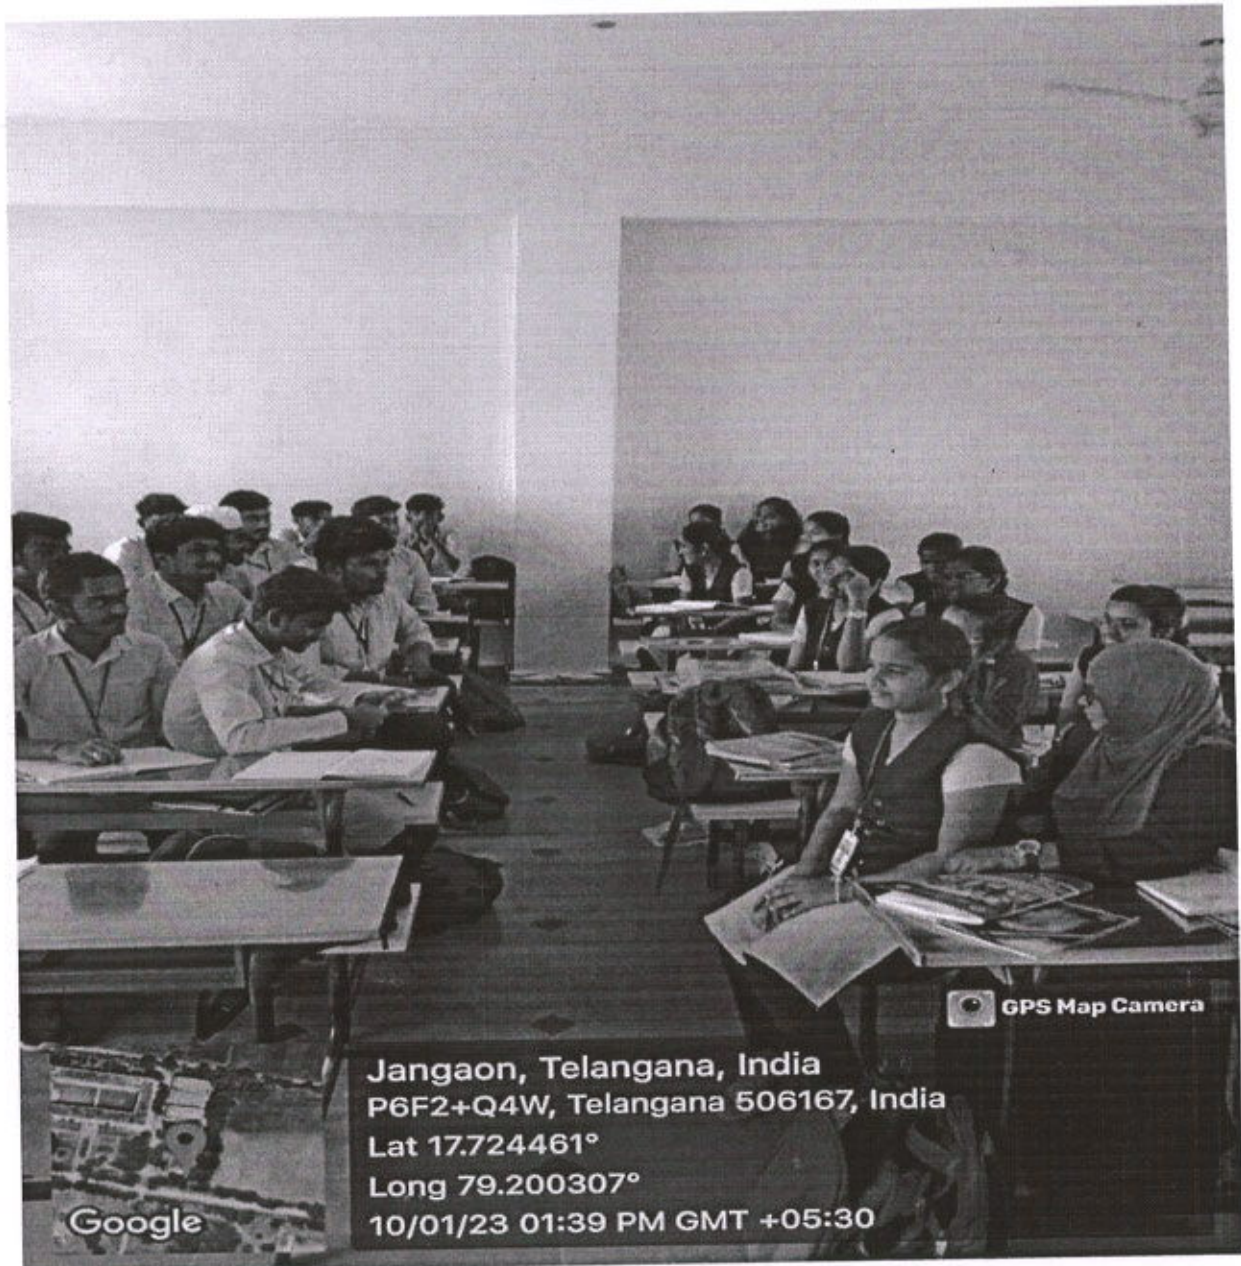 GPS Map Camera
Jangaon, Telangana, India
P6F2+Q4W, Telangana 506167, India
Lat 17.724461°
Long 79.200307°
10/01/23 01:39 PM GMT +05:30
Google